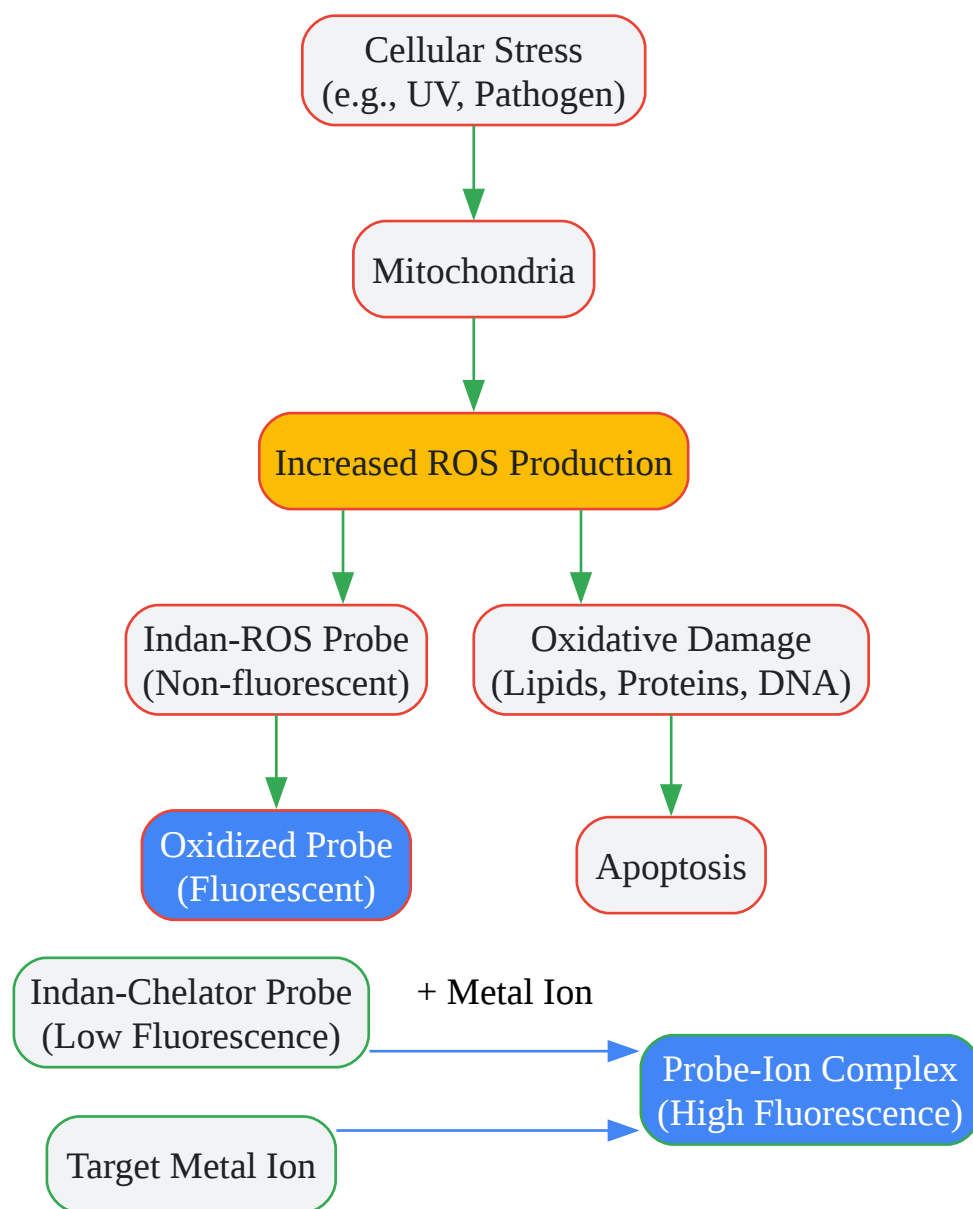 Cellular Stress
(e.g., UV, Pathogen)
Mitochondria
Increased ROS Production
Indan-ROS Probe
(Non-fluorescent)
Oxidative Damage
(Lipids, Proteins, DNA)
Oxidized Probe
(Fluorescent)
Apoptosis
Indan-Chelator Probe
(Low Fluorescence)
+ Metal Ion
Probe-Ion Complex
(High Fluorescence)
Target Metal Ion